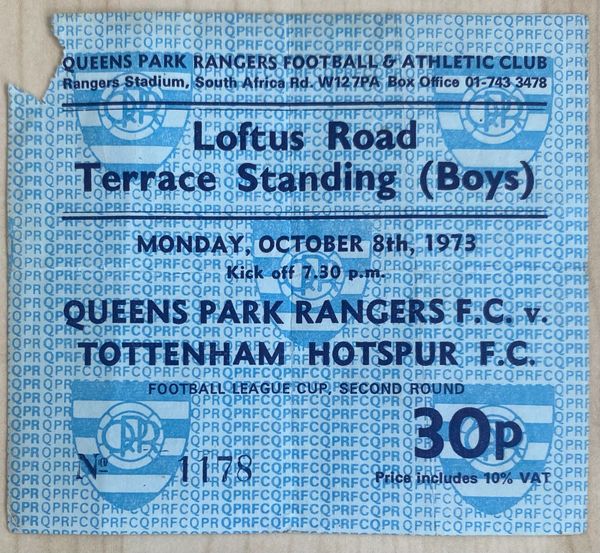 QUEENS PARK RANGERS FOOTBALL & ATHLETIC CLUB
Rangers Stadium, South Africa Rd. W12 7PA Box Office 01-743 3478
Loftus Road
Terrace Standing (Boys)
MONDAY, OCTOBER 8th, 1973
Kick off 7.30 p.m.
QUEENS PARK RANGERS F.C. v.
TOTTENHAM HOTSPUR F.C.
FOOTBALL LEAGUE CUP, SECOND ROUND
30p
Nº 1178
Price includes 10% VAT